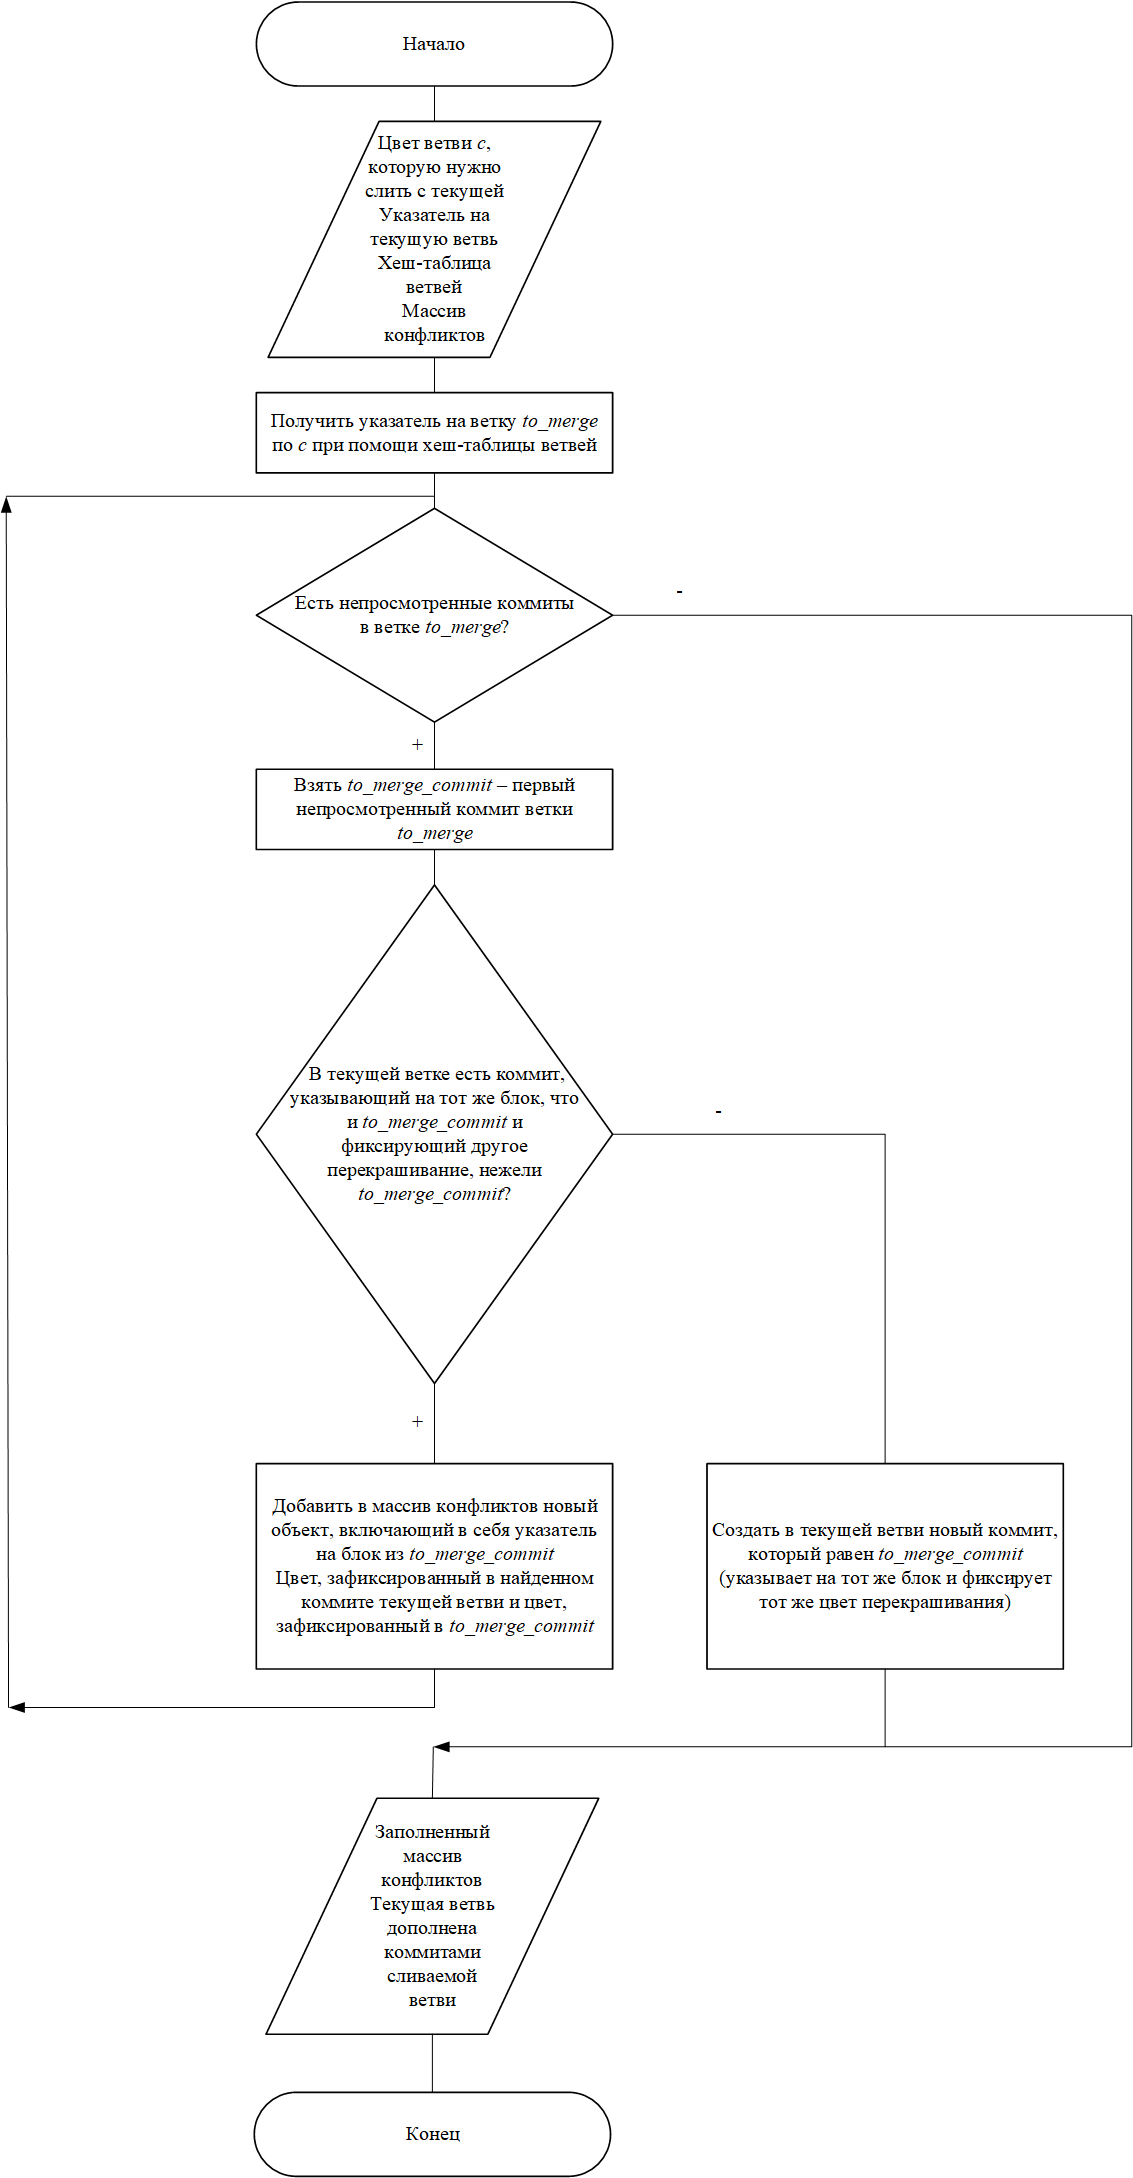 Начало
Цвет ветви c,
которую нужно
слить с текущей
Указатель на
текущую ветвь
Хеш-таблица
ветвей
Массив
конфликтов
Получить указатель на ветку to_merge
по c при помощи хеш-таблицы ветвей
Есть непросмотренные коммиты
в ветке to_merge?
-
+
Взять to_merge_commit – первый
непросмотренный коммит ветки
to_merge
В текущей ветке есть коммит,
указывающий на тот же блок, что
и to_merge_commit и
фиксирующий другое
перекрашивание, нежели
to_merge_commit?
-
+
Добавить в массив конфликтов новый
объект, включающий в себя указатель
на блок из to_merge_commit
Цвет, зафиксированный в найденном
коммите текущей ветви и цвет,
зафиксированный в to_merge_commit
Создать в текущей ветви новый коммит,
который равен to_merge_commit
(указывает на тот же блок и фиксирует
тот же цвет перекрашивания)
Заполненный
массив
конфликтов
Текущая ветвь
дополнена
коммитами
сливаемой
ветви
Конец